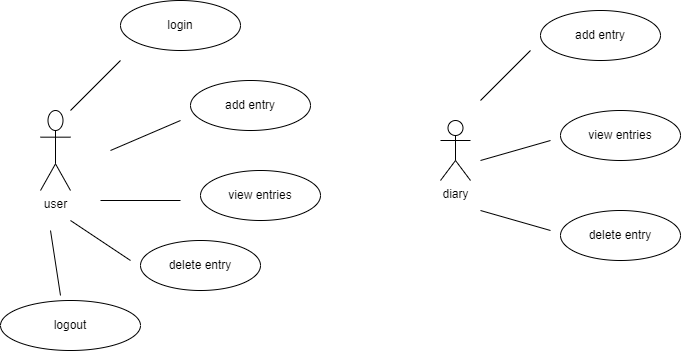 login
add entry
view entries
user
delete entry
logout
add entry
view entries
diary
delete entry